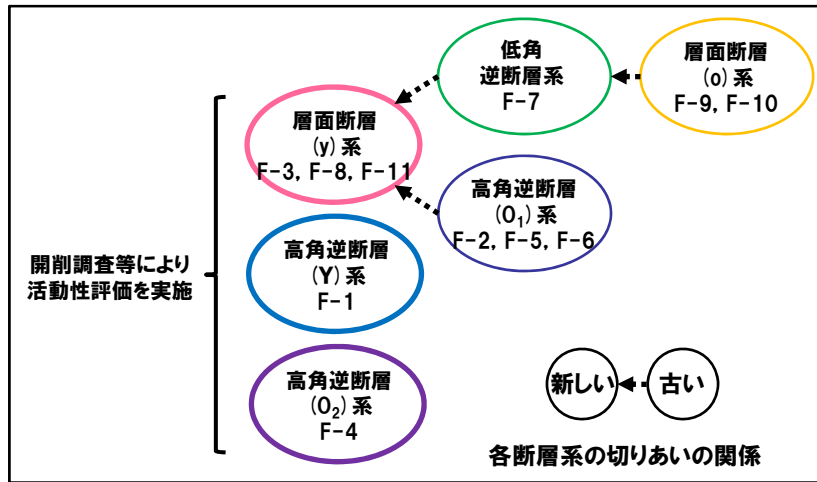 低角
逆断層系
F-7
層面断層
(o)系
F-9, F-10
層面断層
(y)系
F-3, F-8, F-11
高角逆断層
(O₁)系
F-2, F-5, F-6
開削調査等により
活動性評価を実施
高角逆断層
(Y)系
F-1
高角逆断層
(O₂)系
F-4
新しい
古い
各断層系の切りあいの関係